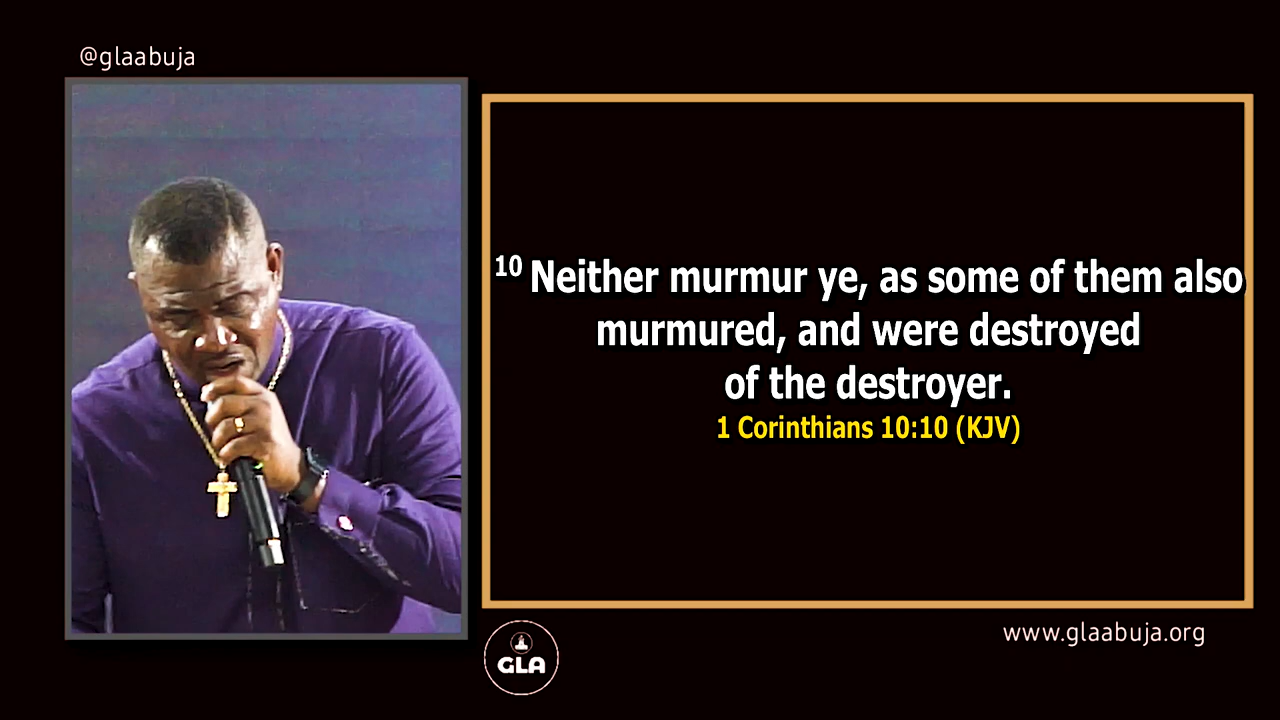 @glaabuja
10 Neither murmur ye, as some of them also
murmured, and were destroyed
of the destroyer.
1 Corinthians 10:10 (KJV)
www.glaabuja.org
GLA